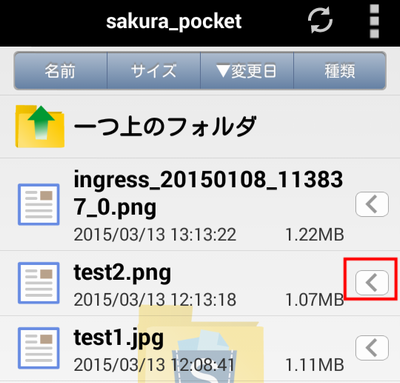 sakura_pocket
名前 サイズ ▼変更日 種類
一つ上のフォルダ
ingress_20150108_11383
7_0.png
2015/03/13 13:13:22 1.22MB
test2.png
2015/03/13 12:13:18 1.07MB
test1.jpg
2015/03/13 12:08:41 1.11MB
S